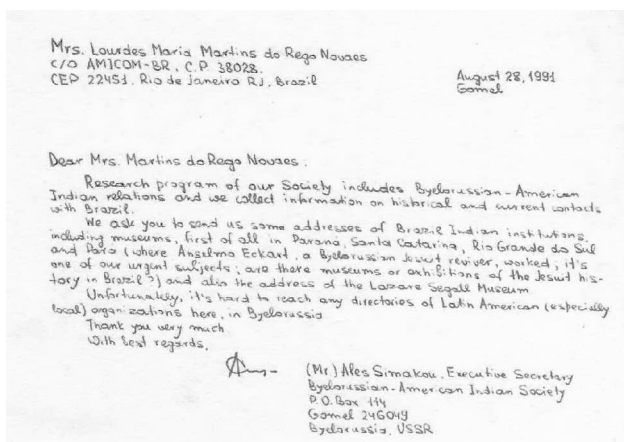 Mrs. Lourdes Maria Martins do Rego Novaes
c/o AMICOM-BR, C.P. 38028,
CEP 22451, Rio de Janeiro RJ, Brazil
August 28, 1991
Gomel
Dear Mrs. Martins do Rego Novaes,
Research program of our Society includes Byelorussian-American
Indian relations and we collect information on historical and current contacts
with Brazil.
We ask you to send us some addresses of Brazil Indian institutions,
including museums, first of all in Parana, Santa Catarina, Rio Grande do Sul
and Para (where Anselmo Eckart, a Byelorussian Jesuit reviver, worked; it's
one of our urgent subjects; are there museums or exhibitions of the Jesuit his-
tory in Brazil?) and also the address of the Lazare Segall Museum.
Unfortunately, it's hard to reach any directories of Latin American (especially
local) organizations here, in Byelorussia.
Thank you very much.
With best regards,
(Mr.) Ales Simakou, Executive Secretary
Byelorussian-American Indian Society
P.O. Box 114
Gomel 246049
Byelorussia, USSR